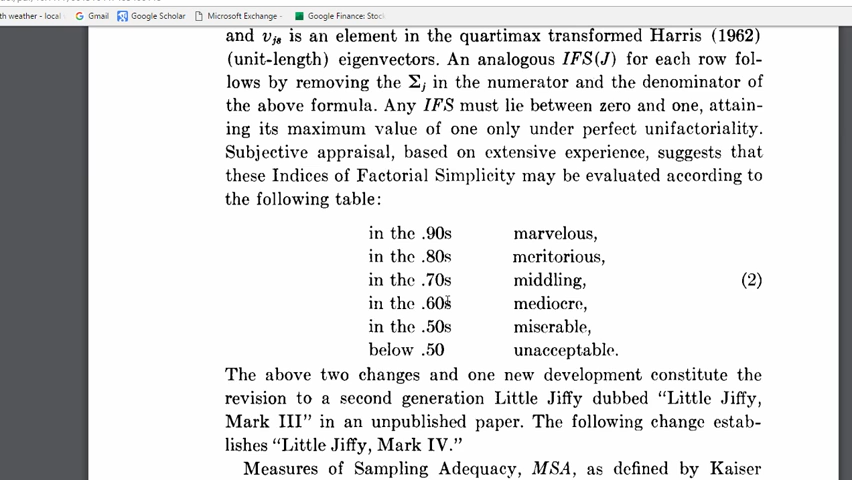 th weather - local
Gmail
Google Scholar
Microsoft Exchange -
Google Finance: Stoc
and vjs is an element in the quartimax transformed Harris (1962)
(unit-length) eigenvectors. An analogous IFS(J) for each row fol-
lows by removing the Σj in the numerator and the denominator of
the above formula. Any IFS must lie between zero and one, attain-
ing its maximum value of one only under perfect unifactoriality.
Subjective appraisal, based on extensive experience, suggests that
these Indices of Factorial Simplicity may be evaluated according to
the following table:
in the .90s marvelous,
in the .80s meritorious,
in the .70s middling, (2)
in the .60s mediocre,
in the .50s miserable,
below .50 unacceptable.
The above two changes and one new development constitute the
revision to a second generation Little Jiffy dubbed "Little Jiffy,
Mark III" in an unpublished paper. The following change estab-
lishes "Little Jiffy, Mark IV."
Measures of Sampling Adequacy, MSA, as defined by Kaiser